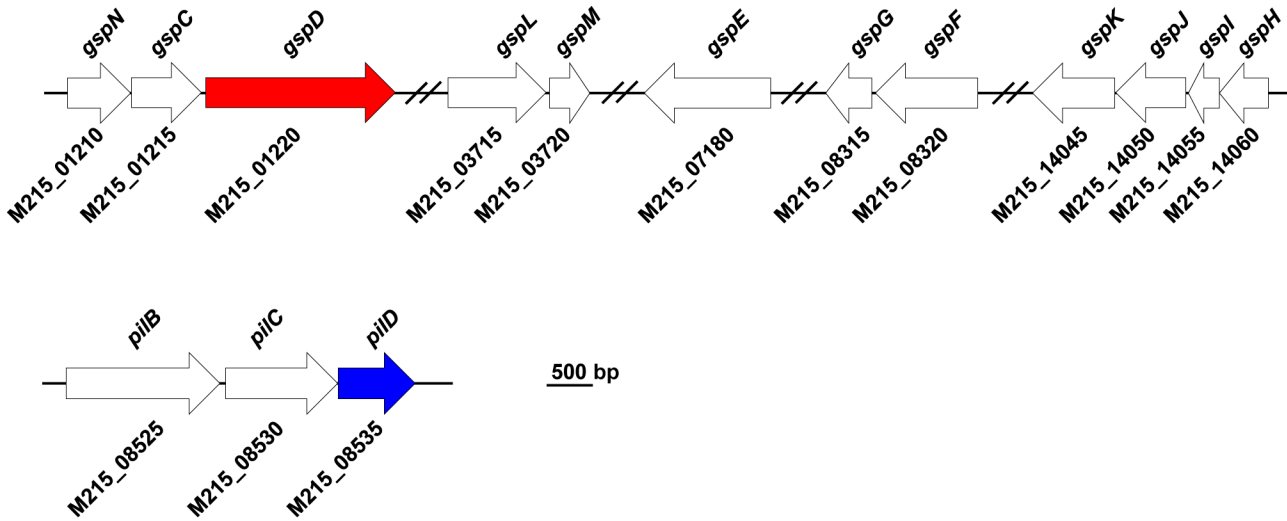 gspN gspC gspD gspL gspM gspE gspG gspF gspK gspJ gspI gspH
M215_01210 M215_01215 M215_01220 M215_03715 M215_03720 M215_07180 M215_08315 M215_08320 M215_14045 M215_14050 M215_14055 M215_14060
pilB pilC pilD
500 bp
M215_08525 M215_08530 M215_08535